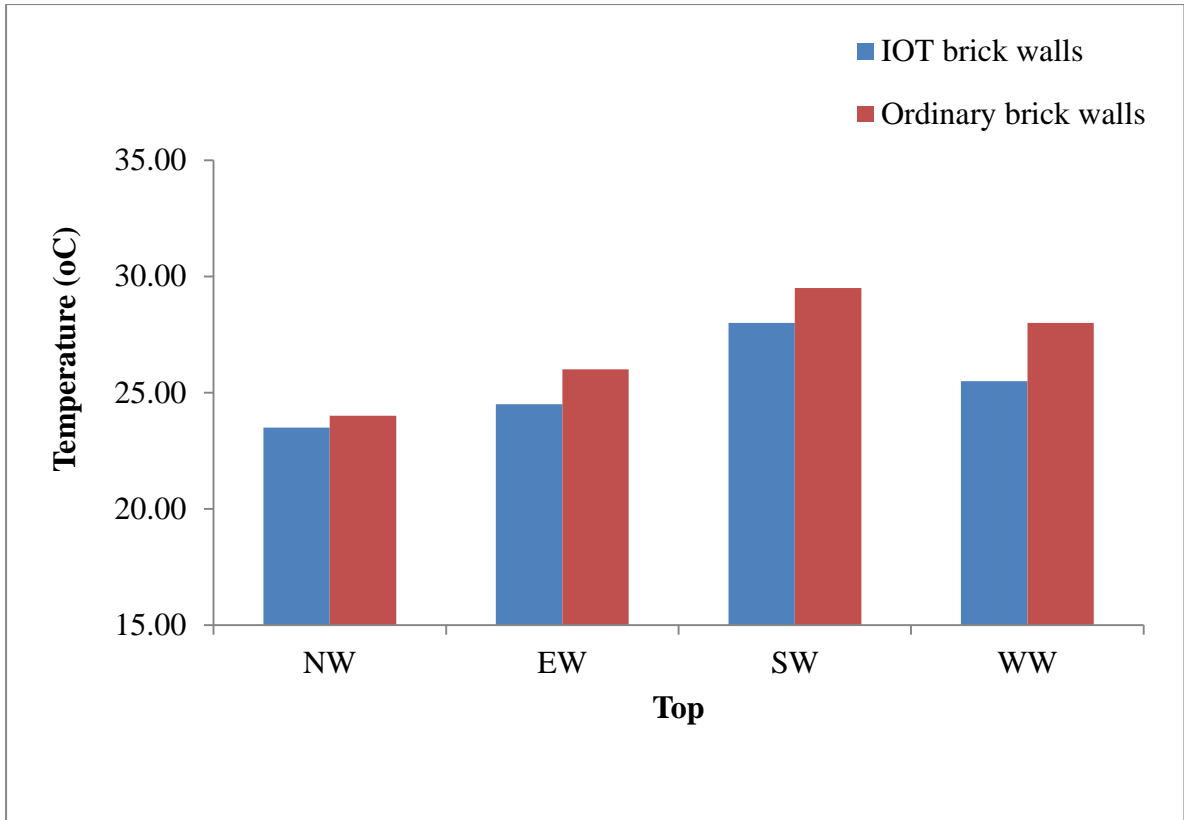 IOT brick walls
Ordinary brick walls
35.00
30.00
25.00
20.00
15.00
Temperature (oC)
NW EW SW WW
Top